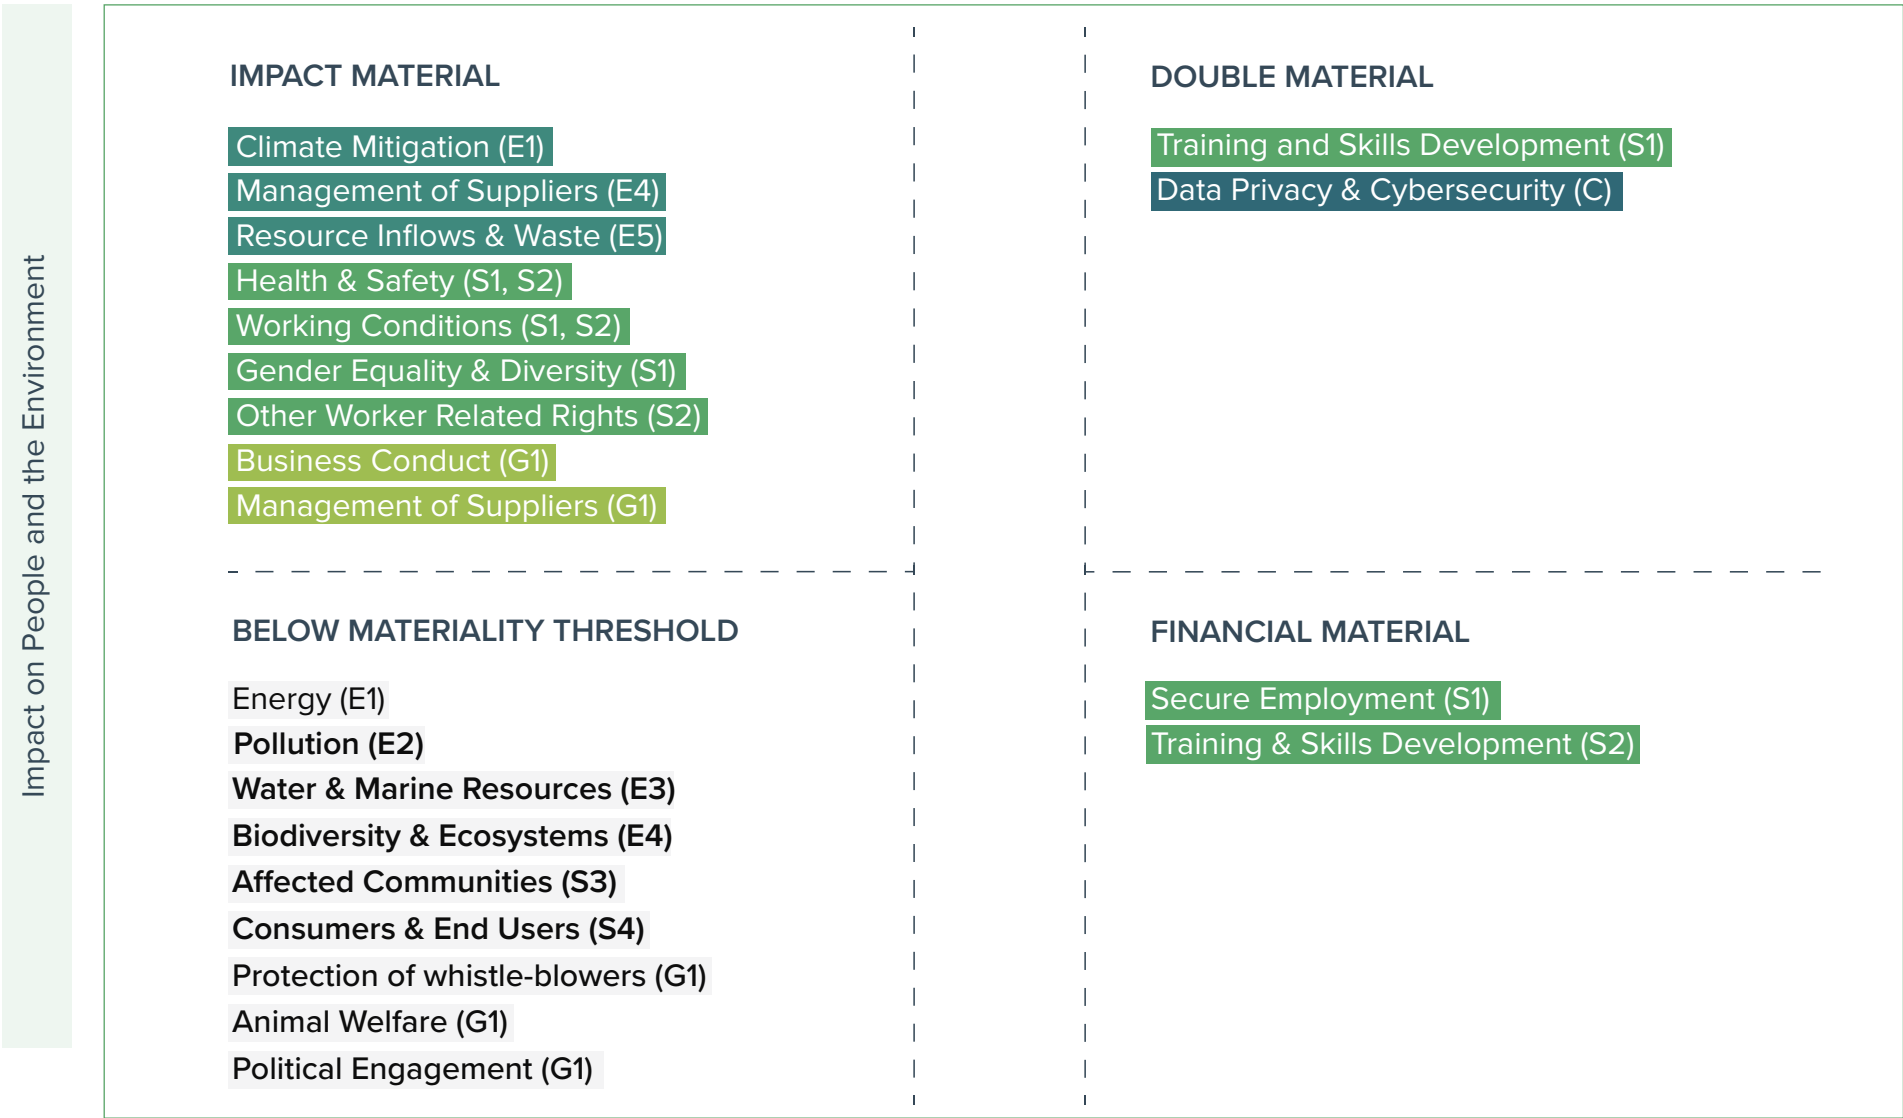 Impact on People and the Environment
IMPACT MATERIAL
Climate Mitigation (E1)
Management of Suppliers (E4)
Resource Inflows & Waste (E5)
Health & Safety (S1, S2)
Working Conditions (S1, S2)
Gender Equality & Diversity (S1)
Other Worker Related Rights (S2)
Business Conduct (G1)
Management of Suppliers (G1)
DOUBLE MATERIAL
Training and Skills Development (S1)
Data Privacy & Cybersecurity (C)
BELOW MATERIALITY THRESHOLD
Energy (E1)
Pollution (E2)
Water & Marine Resources (E3)
Biodiversity & Ecosystems (E4)
Affected Communities (S3)
Consumers & End Users (S4)
Protection of whistle-blowers (G1)
Animal Welfare (G1)
Political Engagement (G1)
FINANCIAL MATERIAL
Secure Employment (S1)
Training & Skills Development (S2)